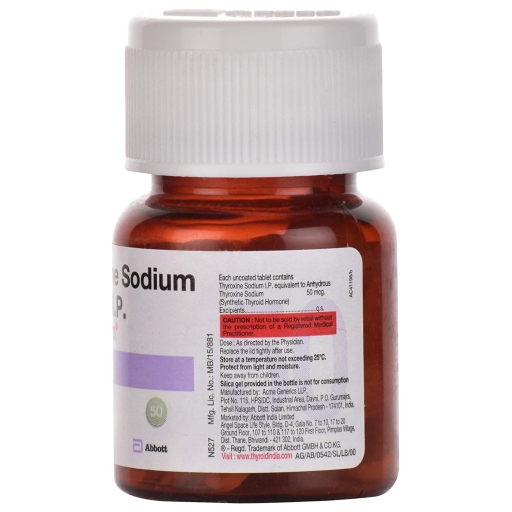 e Sodium
.P.
50
Abbott
Each uncoated tablet contains
Thyroxine Sodium I.P. equivalent to Anhydrous
Thyroxine Sodium 50 mcg.
(Synthetic Thyroid Hormone)
Excipients q.s.
CAUTION : Not to be sold by retail without
the prescription of a Registered Medical
Practitioner.
Dose : As directed by the Physician.
Replace the lid tightly after use.
Store at a temperature not exceeding 25°C.
Protect from light and moisture.
Keep away from children.
Silica gel provided in the bottle is not for consumption
Manufactured by: Acme Generics LLP.
Plot No. 115, HPSIDC, Industrial Area, Davni, P.O. Gurumajra,
Tehsil Nalagarh, Distt. Solan, Himachal Pradesh - 174101, India.
Marketed by: Abbott India Limited
Angel Space Life Style, Bldg. D-4, Gala No. 7 to 10, 17 to 20
Ground Floor, 107 to 110 & 117 to 120 First Floor, Pimplas Village,
Dist. Thane, Bhiwandi - 421 302. India.
® - Regd. Trademark of Abbott GMBH & CO.KG.
Visit : www.thyroidindia.com AG/AB/0542/SL/LB/00
N527 Mfg. Lic. No.: MB/15/881